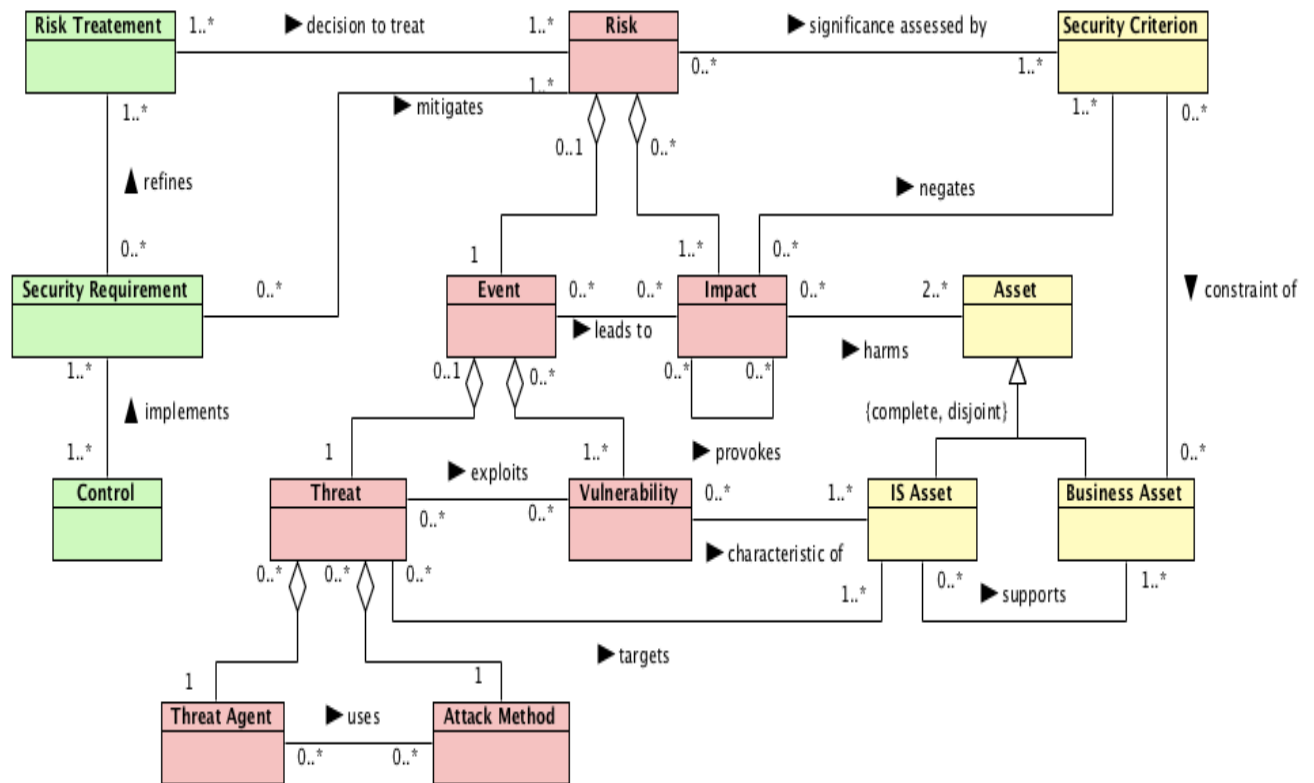 Risk Treatement
1..*
▶ decision to treat
1..*
Risk
▶ significance assessed by
Security Criterion
0..*
1..*
1..*
▶ mitigates
1..*
1..*
0..*
0..1
0..*
▲ refines
▶ negates
0..*
1
1..*
0..*
Security Requirement
0..*
Event
0..*
0..*
Impact
0..*
2..*
Asset
▼ constraint of
▶ leads to
▶ harms
1..*
0..1
0..*
0..*
0..*
▲ implements
{complete, disjoint}
1..*
1
1..*
▶ provokes
0..*
▶ exploits
Control
Threat
Vulnerability
0..*
1..*
IS Asset
Business Asset
0..*
0..*
▶ characteristic of
0..*
0..*
0..*
1..*
0..*
▶ supports
1..*
▶ targets
1
1
Threat Agent
▶ uses
Attack Method
0..*
0..*